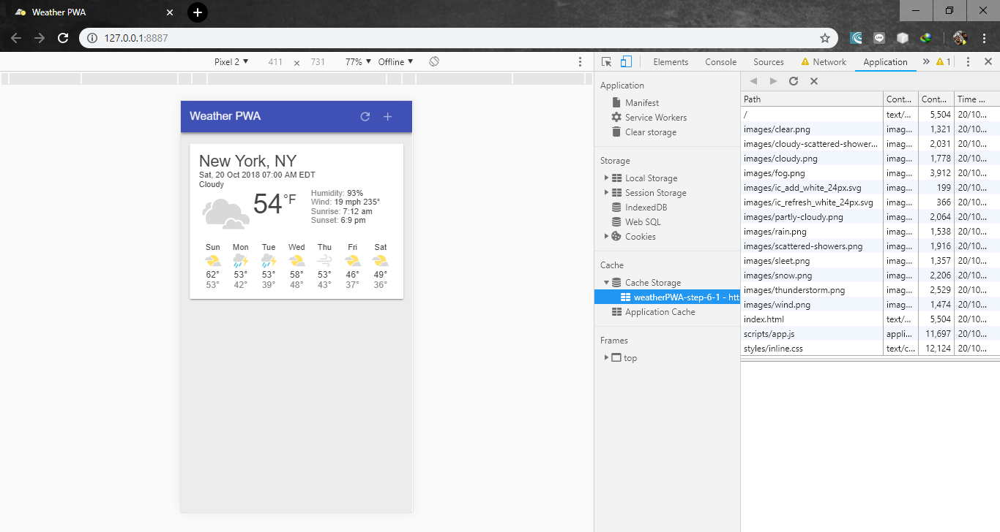 Weather PWA
127.0.0.1:8887
Pixel 2 ▼ 411 × 731 77% ▼ Offline ▼
Elements Console Sources Network Application » 1
Weather PWA
New York, NY
Sat, 20 Oct 2018 07:00 AM EDT
Cloudy
54 °F
Humidity: 93%
Wind: 19 mph 235°
Sunrise: 7:12 am
Sunset: 6:9 pm
Sun Mon Tue Wed Thu Fri Sat
62° 53° 53° 58° 53° 46° 49°
53° 42° 39° 48° 43° 37° 36°
Application
Manifest
Service Workers
Clear storage
Storage
Local Storage
Session Storage
IndexedDB
Web SQL
Cookies
Cache
Cache Storage
weatherPWA-step-6-1 - htt
Application Cache
Frames
top
Path Cont... Cont... Time ...
/ text/... 5,504 20/10...
images/clear.png imag... 1,321 20/10...
images/cloudy-scattered-shower... imag... 2,031 20/10...
images/cloudy.png imag... 1,778 20/10...
images/fog.png imag... 3,912 20/10...
images/ic_add_white_24px.svg imag... 199 20/10...
images/ic_refresh_white_24px.svg imag... 366 20/10...
images/partly-cloudy.png imag... 2,064 20/10...
images/rain.png imag... 1,538 20/10...
images/scattered-showers.png imag... 1,916 20/10...
images/sleet.png imag... 1,357 20/10...
images/snow.png imag... 2,206 20/10...
images/thunderstorm.png imag... 2,529 20/10...
images/wind.png imag... 1,474 20/10...
index.html text/... 5,504 20/10...
scripts/app.js appli... 11,697 20/10...
styles/inline.css text/c... 12,124 20/10...